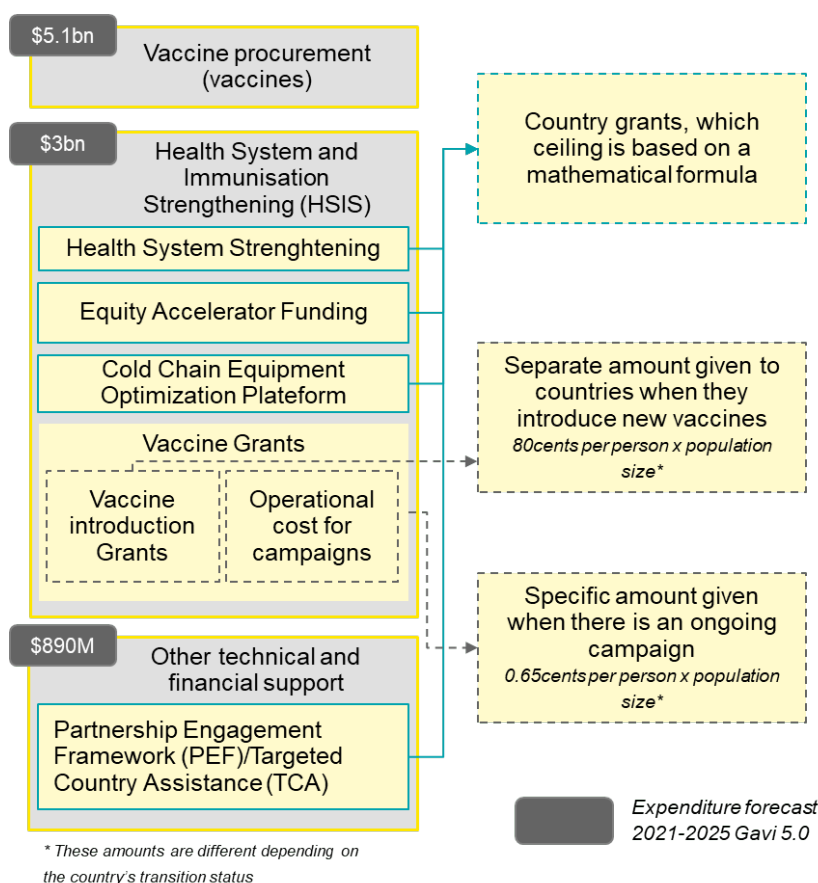 $5.1bn
Vaccine procurement
(vaccines)
$3bn
Health System and
Immunisation
Strengthening (HSIS)
Health System Strenghtening
Equity Accelerator Funding
Cold Chain Equipment
Optimization Plateform
Vaccine Grants
Vaccine
introduction
Grants
Operational
cost for
campaigns
$890M
Other technical and
financial support
Partnership Engagement
Framework (PEF)/Targeted
Country Assistance (TCA)
* These amounts are different depending on
the country's transition status
Country grants, which
ceiling is based on a
mathematical formula
Separate amount given to
countries when they
introduce new vaccines
80cents per person x population
size*
Specific amount given
when there is an ongoing
campaign
0.65cents per person x population
size*
Expenditure forecast
2021-2025 Gavi 5.0